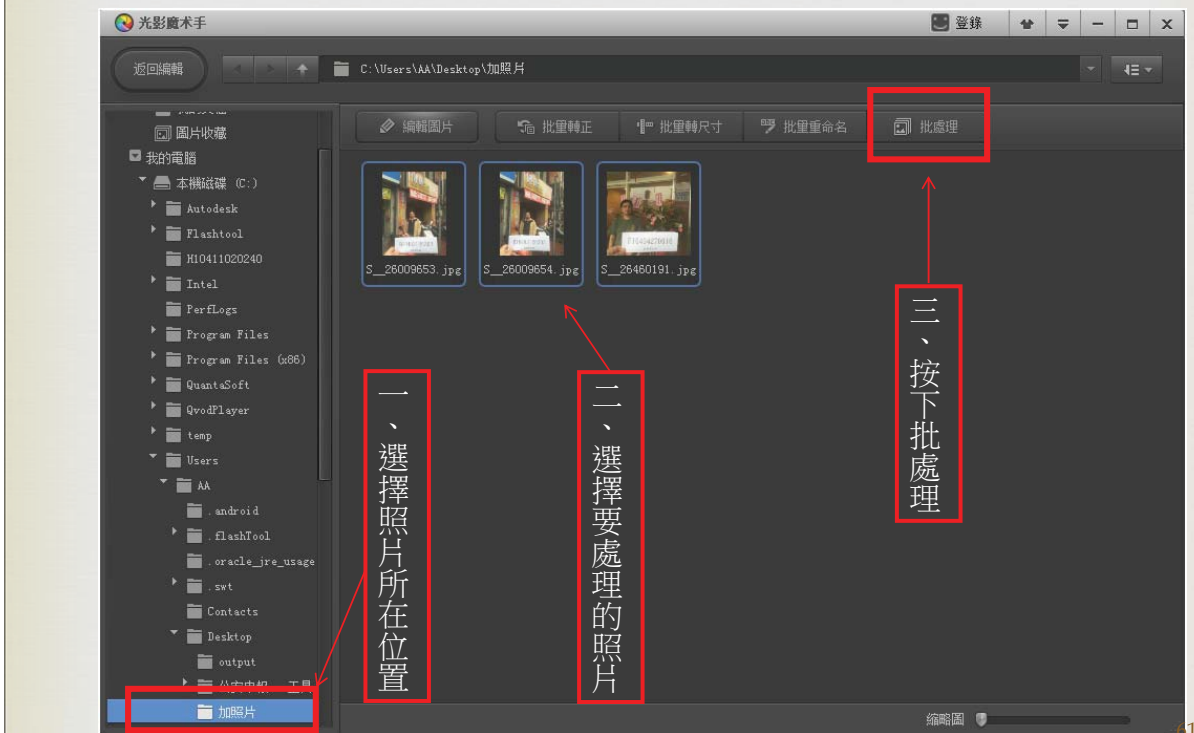 光影魔术手
登錄
返回編輯
C:\Users\AA\Desktop\加照片
圖片收藏
我的電腦
本機磁碟 (C:)
Autodesk
Flashtool
H10411020240
Intel
PerfLogs
Program Files
Program Files (x86)
QuantaSoft
QvodPlayer
temp
Users
AA
.android
.flashTool
.oracle_jre_usage
.swt
Contacts
Desktop
output
工具
加照片
編輯圖片
批量轉正
批量轉尺寸
批量重命名
批處理
S__26009653.jpg
S__26009654.jpg
S__26460191.jpg
一、選擇照片所在位置
二、選擇要處理的照片
三、按下批處理
縮略圖
61